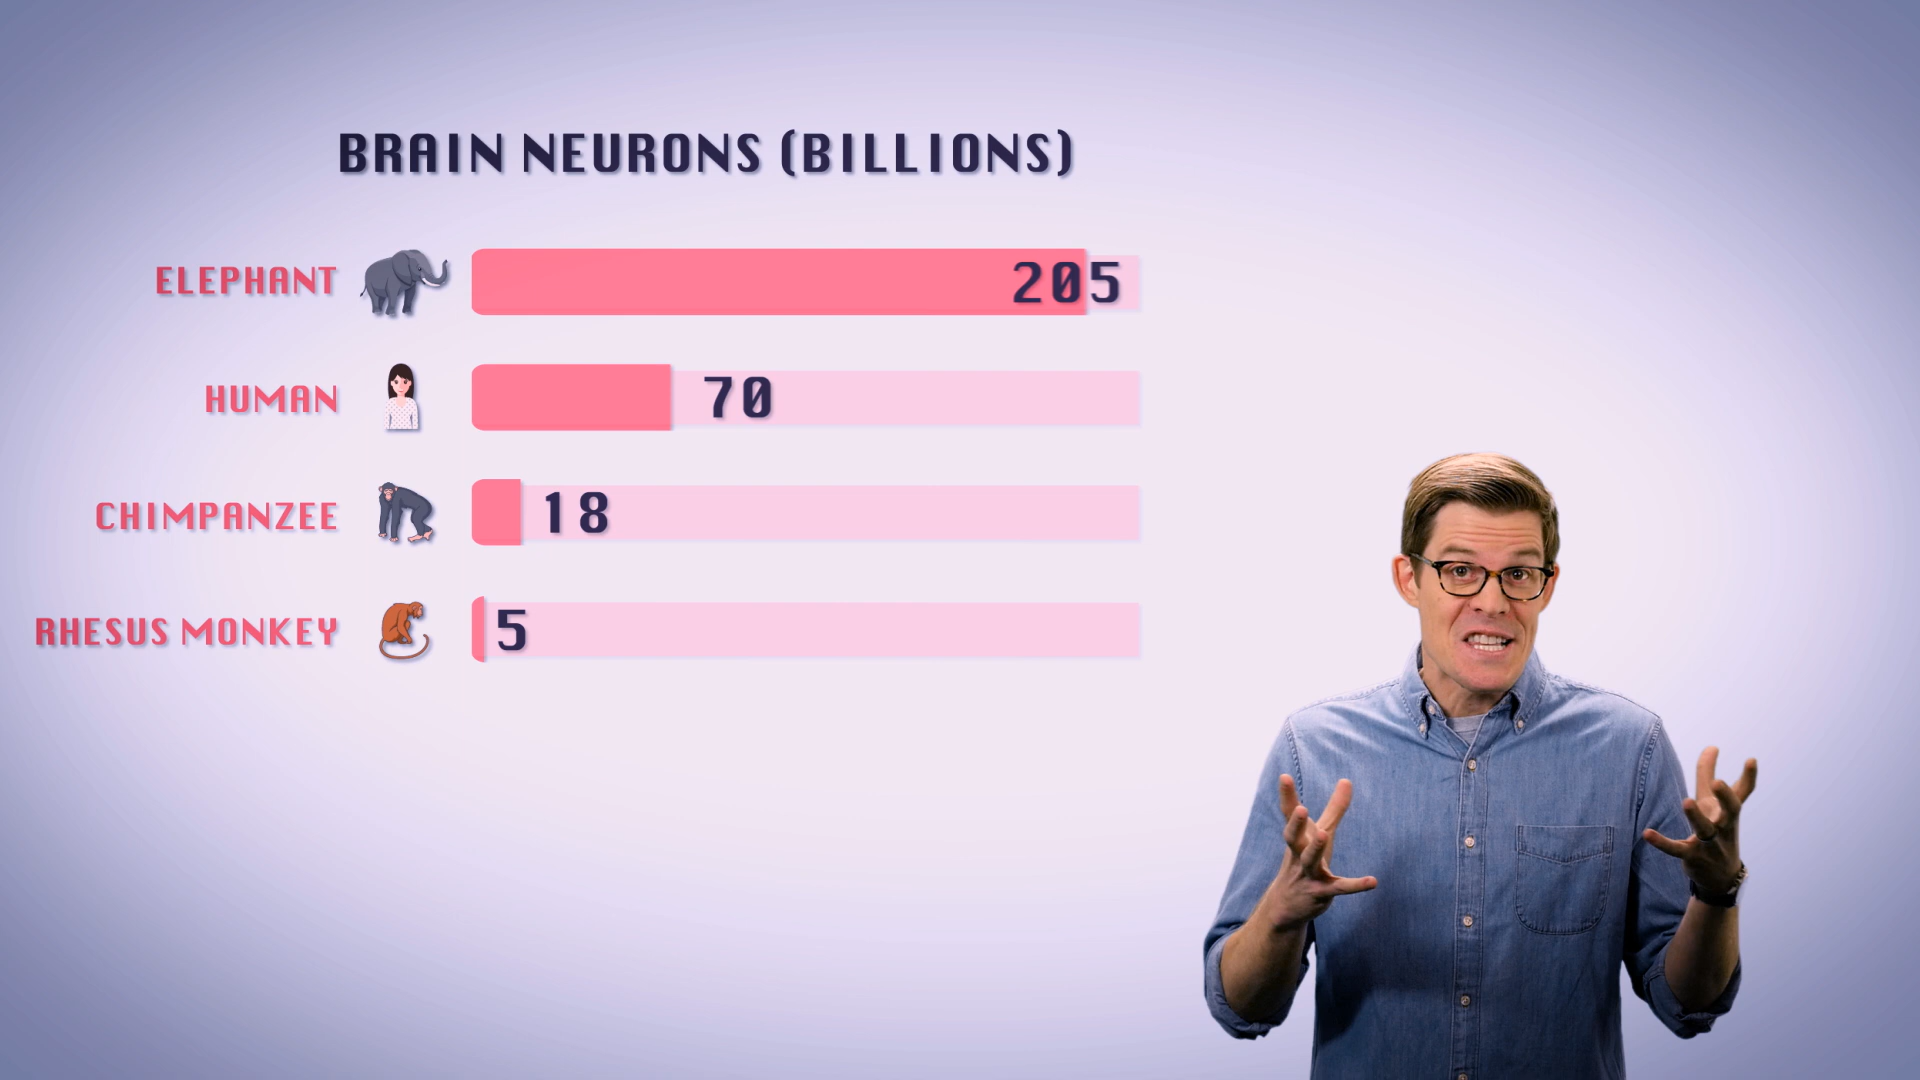 BRAIN NEURONS (BILLIONS)
ELEPHANT 205
HUMAN 70
CHIMPANZEE 18
RHESUS MONKEY 5